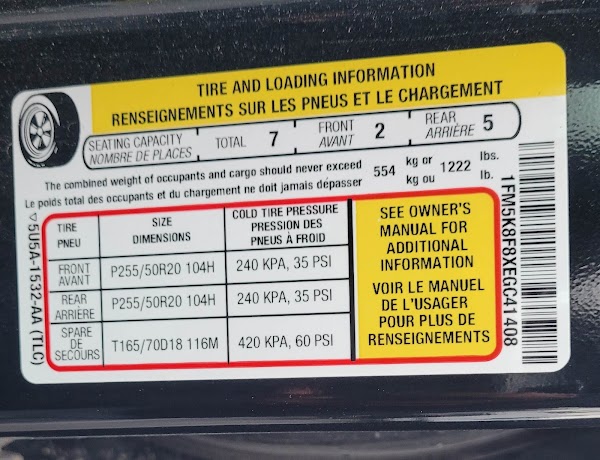 TIRE AND LOADING INFORMATION
RENSEIGNEMENTS SUR LES PNEUS ET LE CHARGEMENT
SEATING CAPACITY TOTAL 7 FRONT 2 REAR 5
NOMBRE DE PLACES AVANT ARRIÈRE
The combined weight of occupants and cargo should never exceed 554 kg or 1222 lbs.
Le poids total des occupants et du chargement ne doit jamais dépasser kg ou lb.
TIRE SIZE COLD TIRE PRESSURE
PNEU DIMENSIONS PRESSION DES
PNEUS À FROID
FRONT P255/50R20 104H 240 KPA, 35 PSI
AVANT
REAR P255/50R20 104H 240 KPA, 35 PSI
ARRIÈRE
SPARE T165/70D18 116M 420 KPA, 60 PSI
DE
SECOURS
SEE OWNER'S
MANUAL FOR
ADDITIONAL
INFORMATION
VOIR LE MANUEL
DE L'USAGER
POUR PLUS DE
RENSEIGNEMENTS
5U5A-1532-AA (TLC)
1FM5K8F8XEGC41408